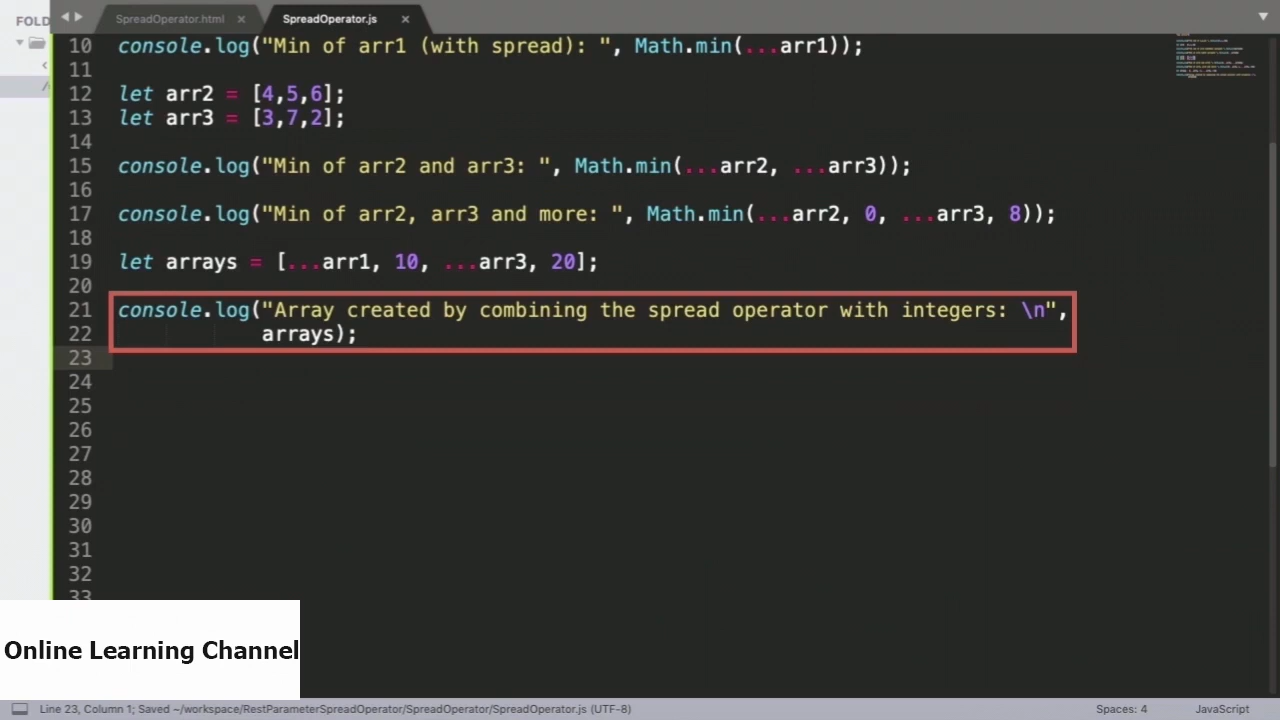 FOLD
SpreadOperator.html ×
SpreadOperator.js ×
10 console.log("Min of arr1 (with spread): ", Math.min(...arr1));
11
12 let arr2 = [4,5,6];
13 let arr3 = [3,7,2];
14
15 console.log("Min of arr2 and arr3: ", Math.min(...arr2, ...arr3));
16
17 console.log("Min of arr2, arr3 and more: ", Math.min(...arr2, 0, ...arr3, 8));
18
19 let arrays = [...arr1, 10, ...arr3, 20];
20
21 console.log("Array created by combining the spread operator with integers: \n",
22 arrays);
23
24
25
26
27
28
29
30
31
32
33
Online Learning Channel
Line 23, Column 1; Saved ~/workspace/RestParameterSpreadOperator/SpreadOperator/SpreadOperator.js (UTF-8)
Spaces: 4
JavaScript